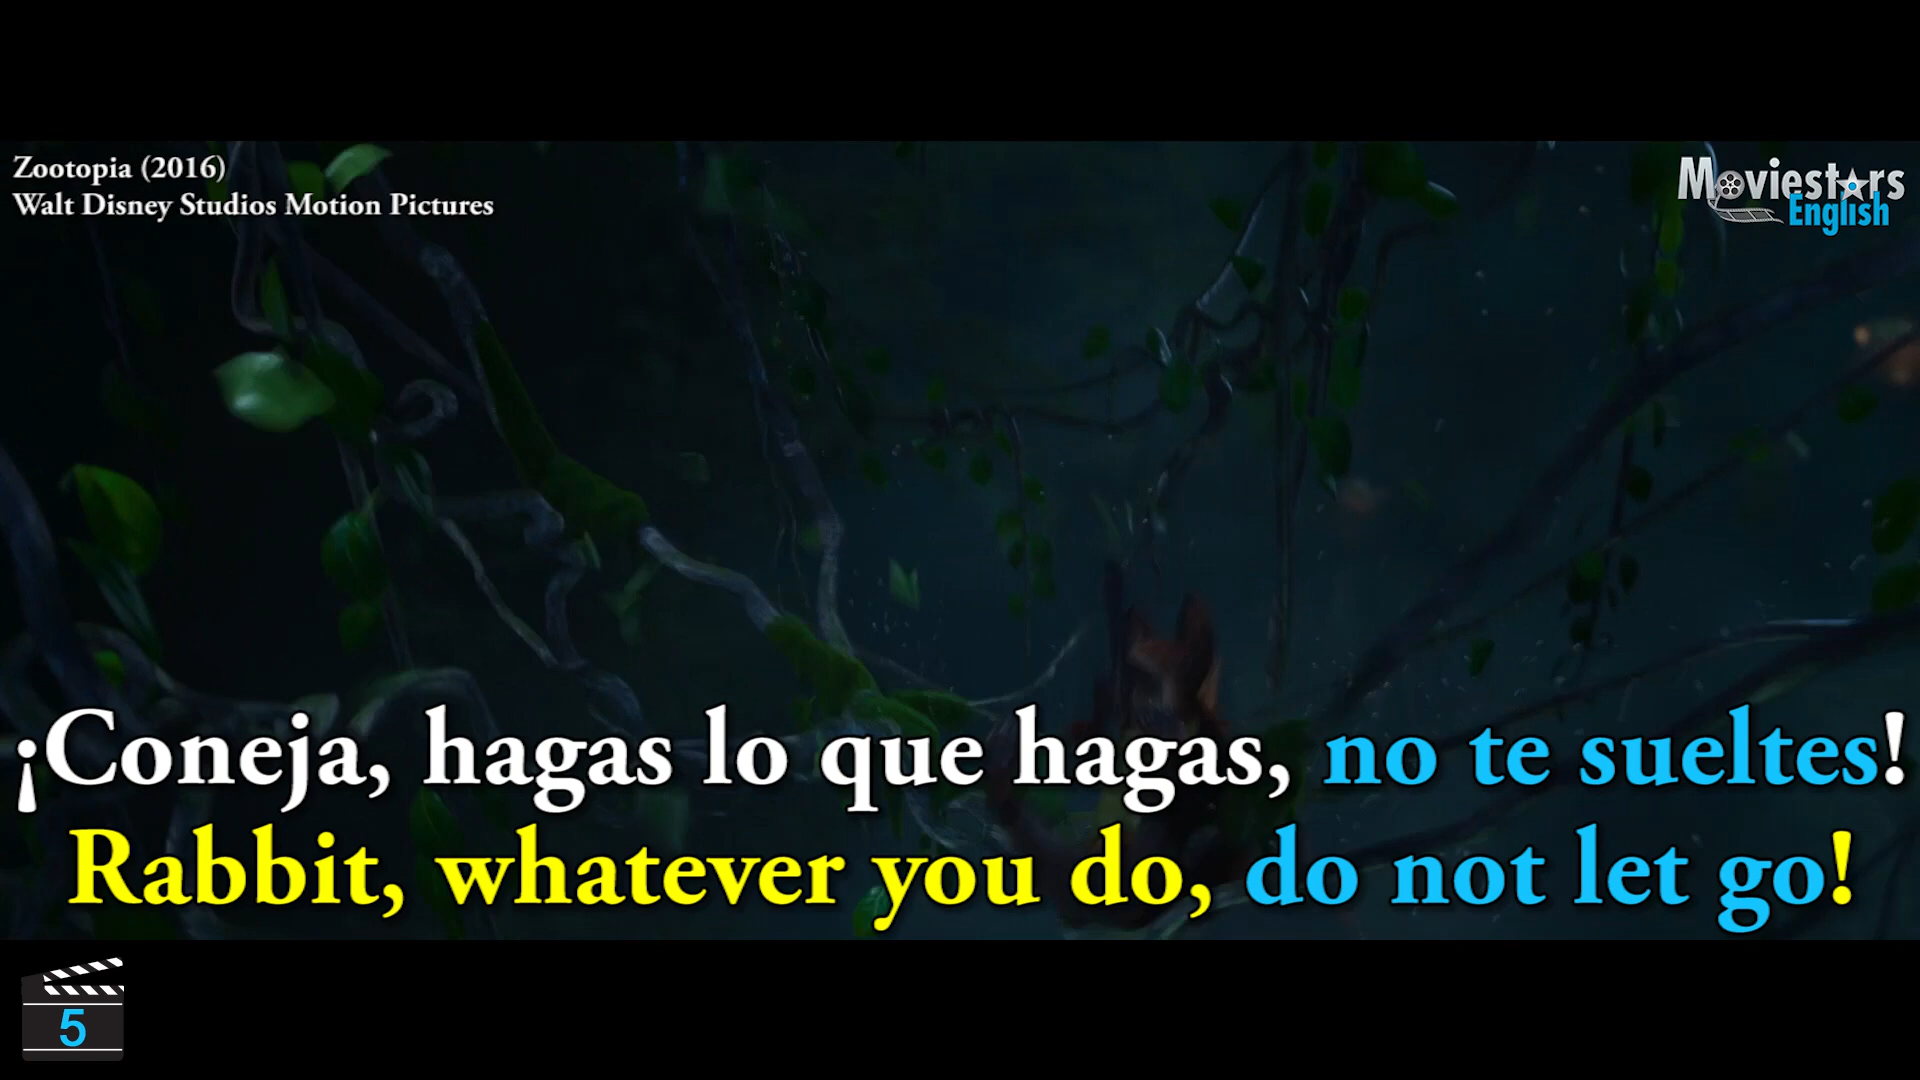 Zootopia (2016)
Walt Disney Studios Motion Pictures
Moviestars
English
¡Coneja, hagas lo que hagas, no te sueltes!
Rabbit, whatever you do, do not let go!
5